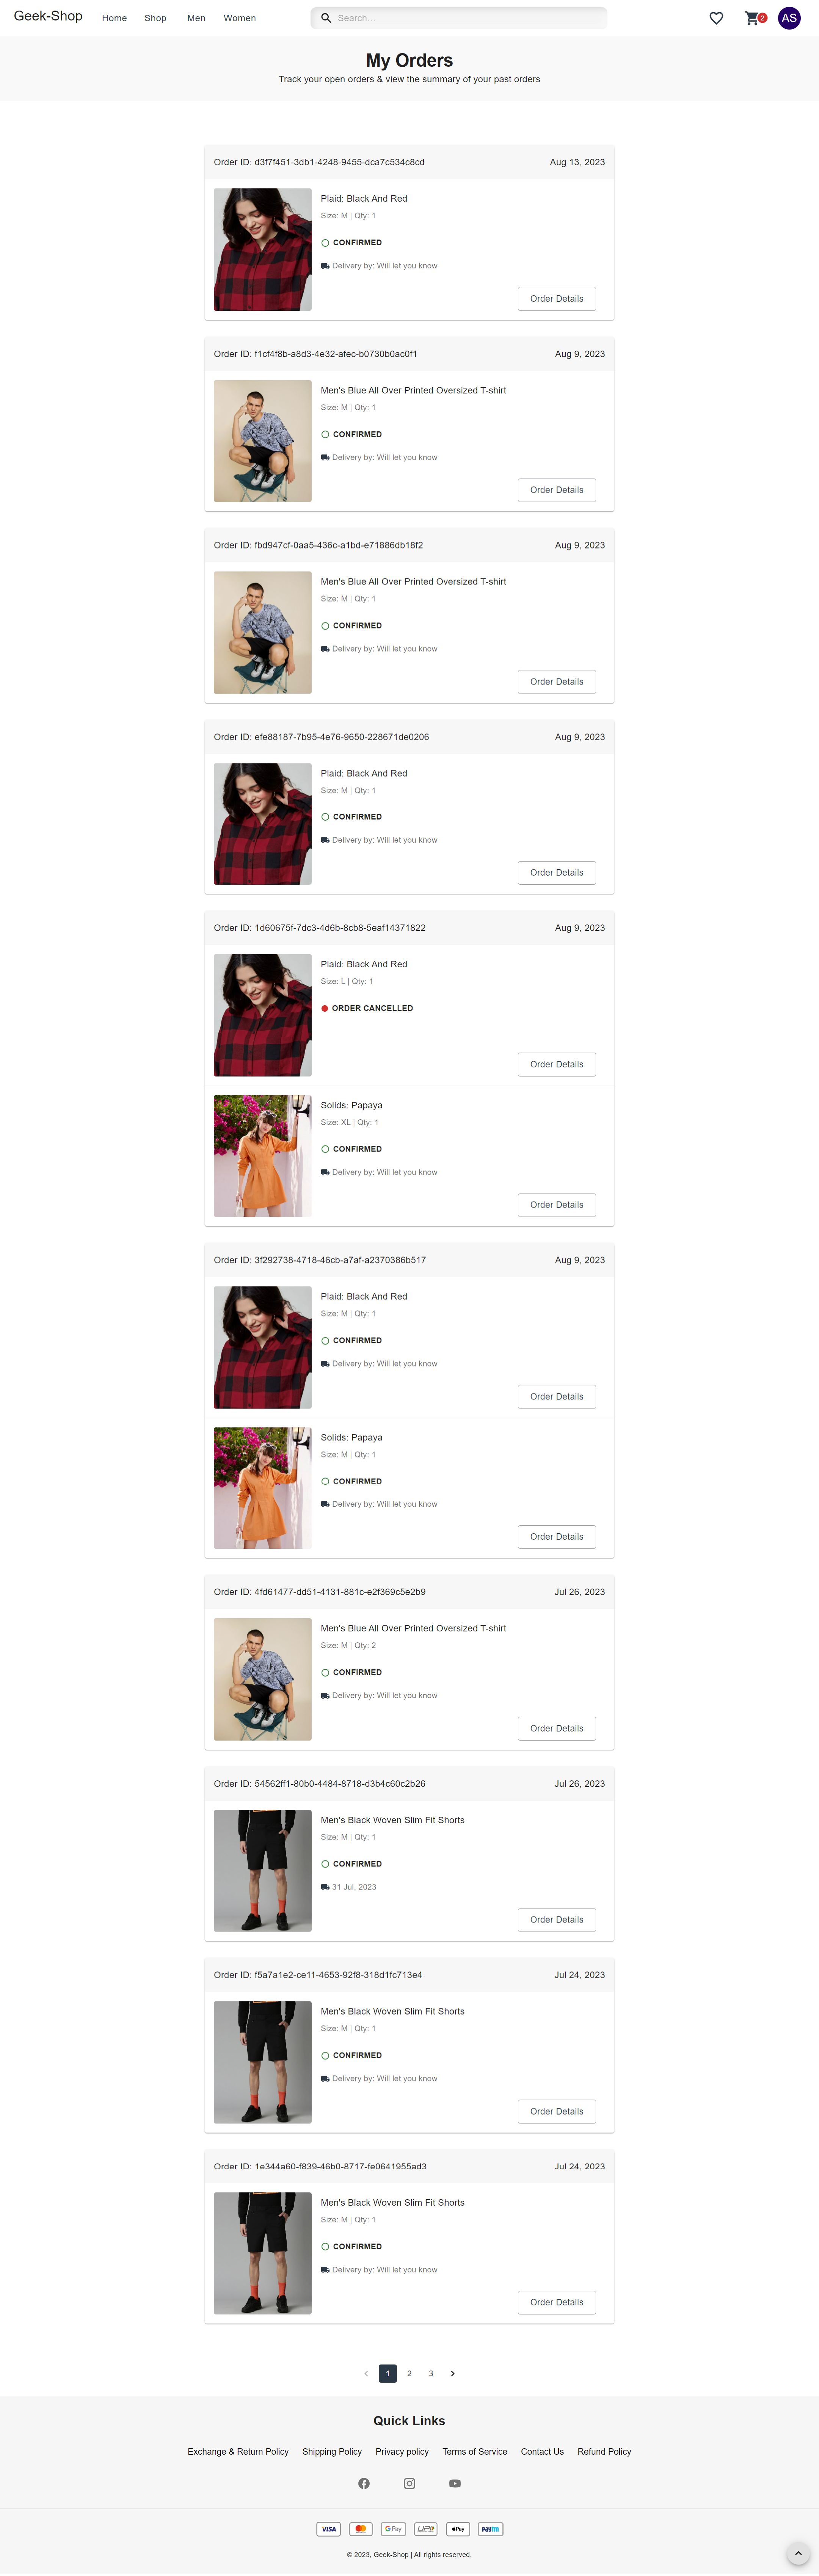 Geek-Shop Home Shop Men Women Search... 2 AS
My Orders
Track your open orders & view the summary of your past orders
Order ID: d3f7f451-3db1-4248-9455-dca7c534c8cd Aug 13, 2023
Plaid: Black And Red
Size: M | Qty: 1
CONFIRMED
Delivery by: Will let you know
Order Details
Order ID: f1cf4f8b-a8d3-4e32-afec-b0730b0ac0f1 Aug 9, 2023
Men's Blue All Over Printed Oversized T-shirt
Size: M | Qty: 1
CONFIRMED
Delivery by: Will let you know
Order Details
Order ID: fbd947cf-0aa5-436c-a1bd-e71886db18f2 Aug 9, 2023
Men's Blue All Over Printed Oversized T-shirt
Size: M | Qty: 1
CONFIRMED
Delivery by: Will let you know
Order Details
Order ID: efe88187-7b95-4e76-9650-228671de0206 Aug 9, 2023
Plaid: Black And Red
Size: M | Qty: 1
CONFIRMED
Delivery by: Will let you know
Order Details
Order ID: 1d60675f-7dc3-4d6b-8cb8-5eaf14371822 Aug 9, 2023
Plaid: Black And Red
Size: L | Qty: 1
ORDER CANCELLED
Order Details
Solids: Papaya
Size: XL | Qty: 1
CONFIRMED
Delivery by: Will let you know
Order Details
Order ID: 3f292738-4718-46cb-a7af-a2370386b517 Aug 9, 2023
Plaid: Black And Red
Size: M | Qty: 1
CONFIRMED
Delivery by: Will let you know
Order Details
Solids: Papaya
Size: M | Qty: 1
CONFIRMED
Delivery by: Will let you know
Order Details
Order ID: 4fd61477-dd51-4131-881c-e2f369c5e2b9 Jul 26, 2023
Men's Blue All Over Printed Oversized T-shirt
Size: M | Qty: 2
CONFIRMED
Delivery by: Will let you know
Order Details
Order ID: 54562ff1-80b0-4484-8718-d3b4c60c2b26 Jul 26, 2023
Men's Black Woven Slim Fit Shorts
Size: M | Qty: 1
CONFIRMED
31 Jul, 2023
Order Details
Order ID: f5a7a1e2-ce11-4653-92f8-318d1fc713e4 Jul 24, 2023
Men's Black Woven Slim Fit Shorts
Size: M | Qty: 1
CONFIRMED
Delivery by: Will let you know
Order Details
Order ID: 1e344a60-f839-46b0-8717-fe0641955ad3 Jul 24, 2023
Men's Black Woven Slim Fit Shorts
Size: M | Qty: 1
CONFIRMED
Delivery by: Will let you know
Order Details
1 2 3
Quick Links
Exchange & Return Policy Shipping Policy Privacy policy Terms of Service Contact Us Refund Policy
VISA G Pay UPI Pay Paytm
© 2023, Geek-Shop | All rights reserved.